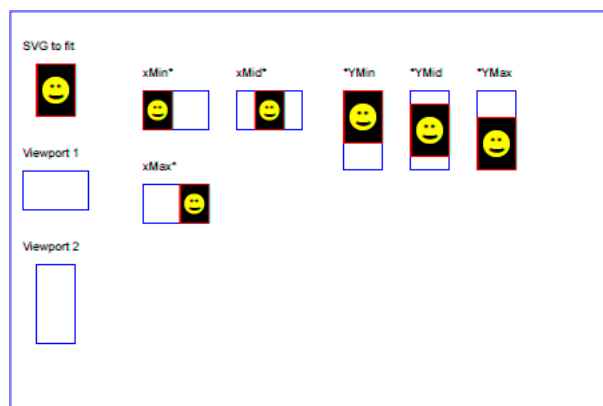 SVG to fit
xMin*
xMid*
*YMin
*YMid
*YMax
Viewport 1
xMax*
Viewport 2